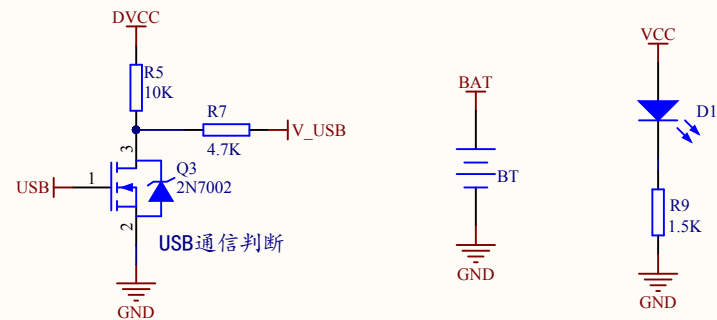 DVCC
R5
10K
R7
V_USB
4.7K
3
Q3
2N7002
USB
1
2
USB通信判断
GND
BAT
BT
GND
VCC
D1
R9
1.5K
GND